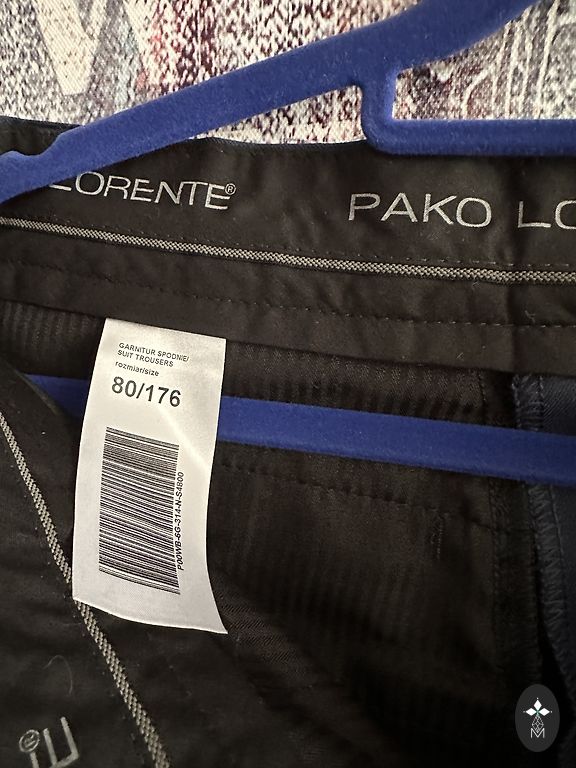 LORENTE®
PAKO LO
GARNITUR SPODNIE/
SUIT TROUSERS
rozmiar/size
80/176